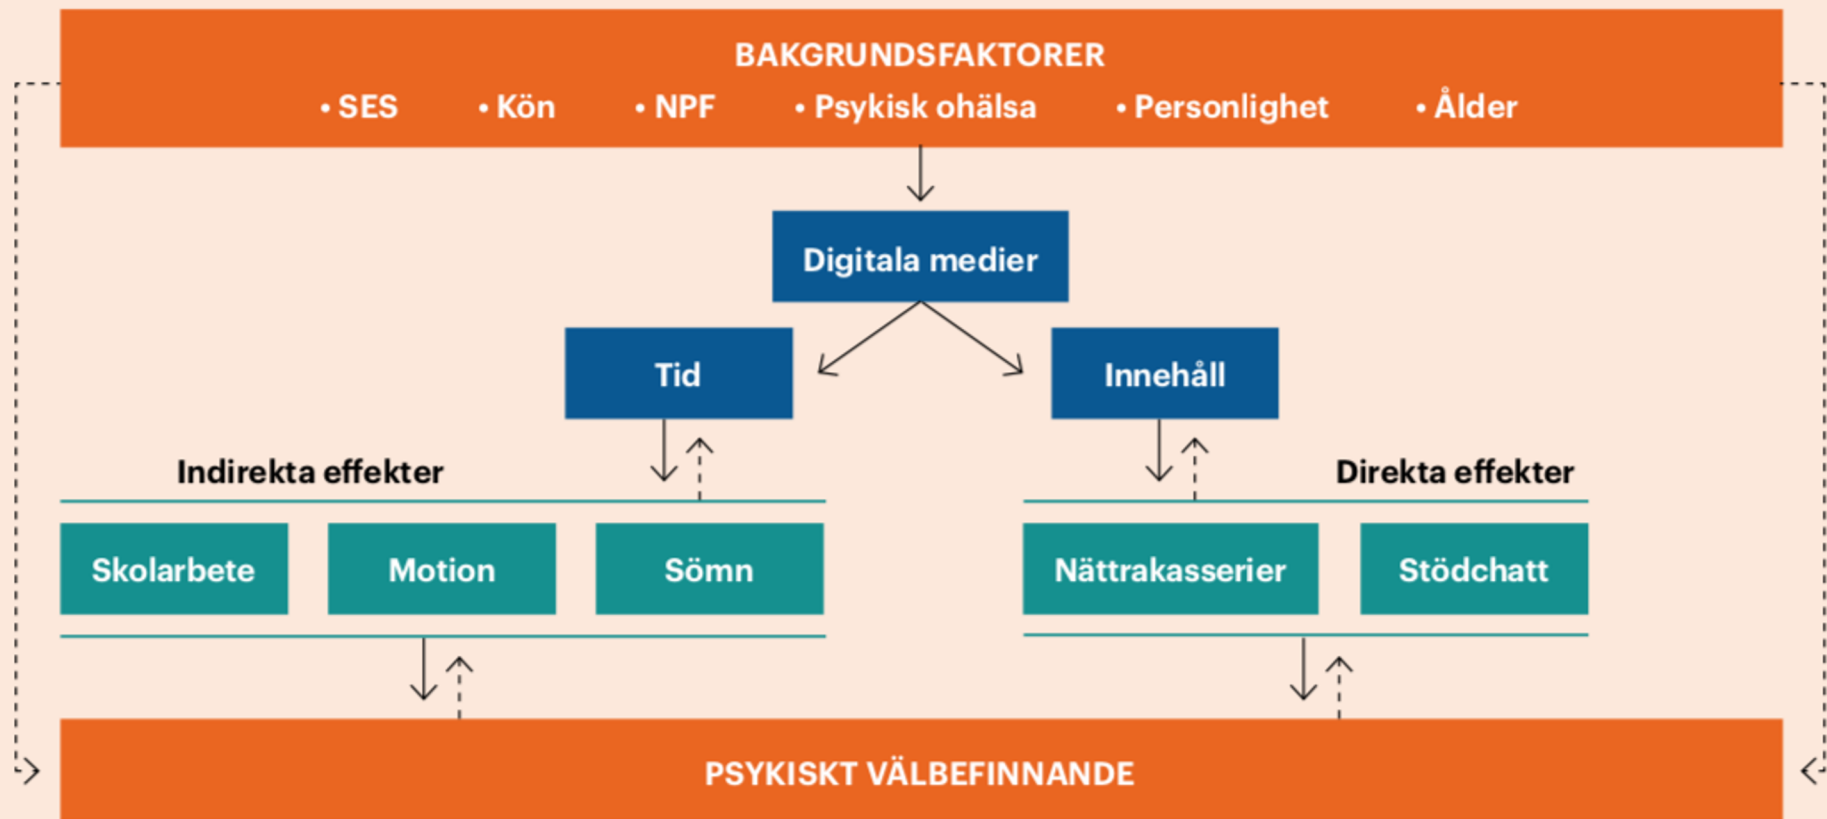 BAKGRUNDSFAKTORER
• SES • Kön • NPF • Psykisk ohälsa • Personlighet • Ålder
Digitala medier
Tid
Innehåll
Indirekta effekter
Direkta effekter
Skolarbete
Motion
Sömn
Nättrakasserier
Stödchatt
PSYKISKT VÄLBEFINNANDE